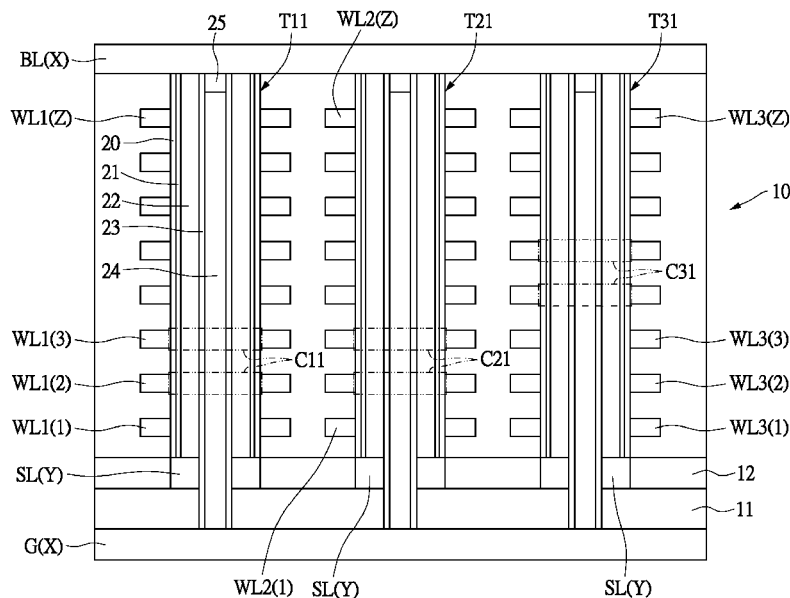 25 T11 WL2(Z) T21 T31
BL(X)
WL1(Z) WL3(Z)
20
21 10
22
23
24 C31
WL1(3) C11 C21 WL3(3)
WL1(2) WL3(2)
WL1(1) WL3(1)
SL(Y) 12
11
G(X)
WL2(1) SL(Y) SL(Y)